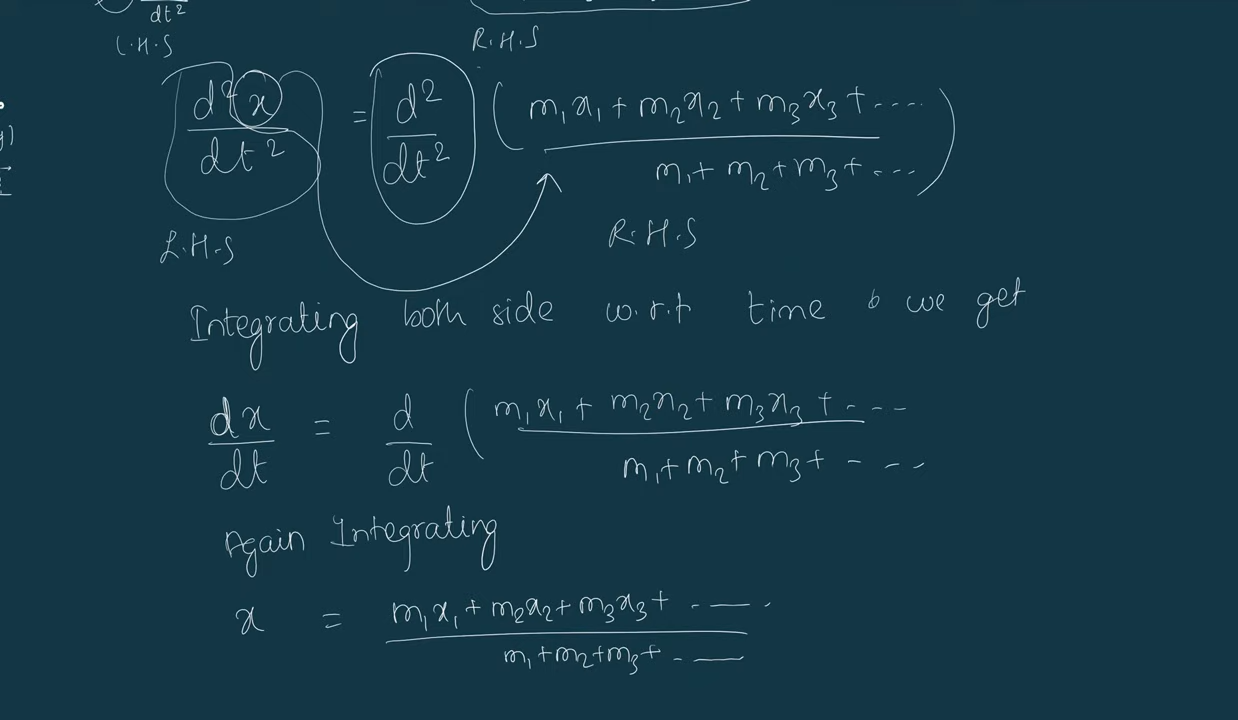 dt²
L.H.S
R.H.S
d²x/dt² = d²/dt² ( m₁x₁ + m₂x₂ + m₃x₃ + .... / m₁ + m₂ + m₃ + ... )
L.H.S
R.H.S
Integrating both side w.r.t time we get
dx/dt = d/dt ( m₁x₁ + m₂x₂ + m₃x₃ + - -- / m₁ + m₂ + m₃ + - -- 
Again Integrating
x = m₁x₁ + m₂x₂ + m₃x₃ + ..—. / m₁ + m₂ + m₃ + -.—